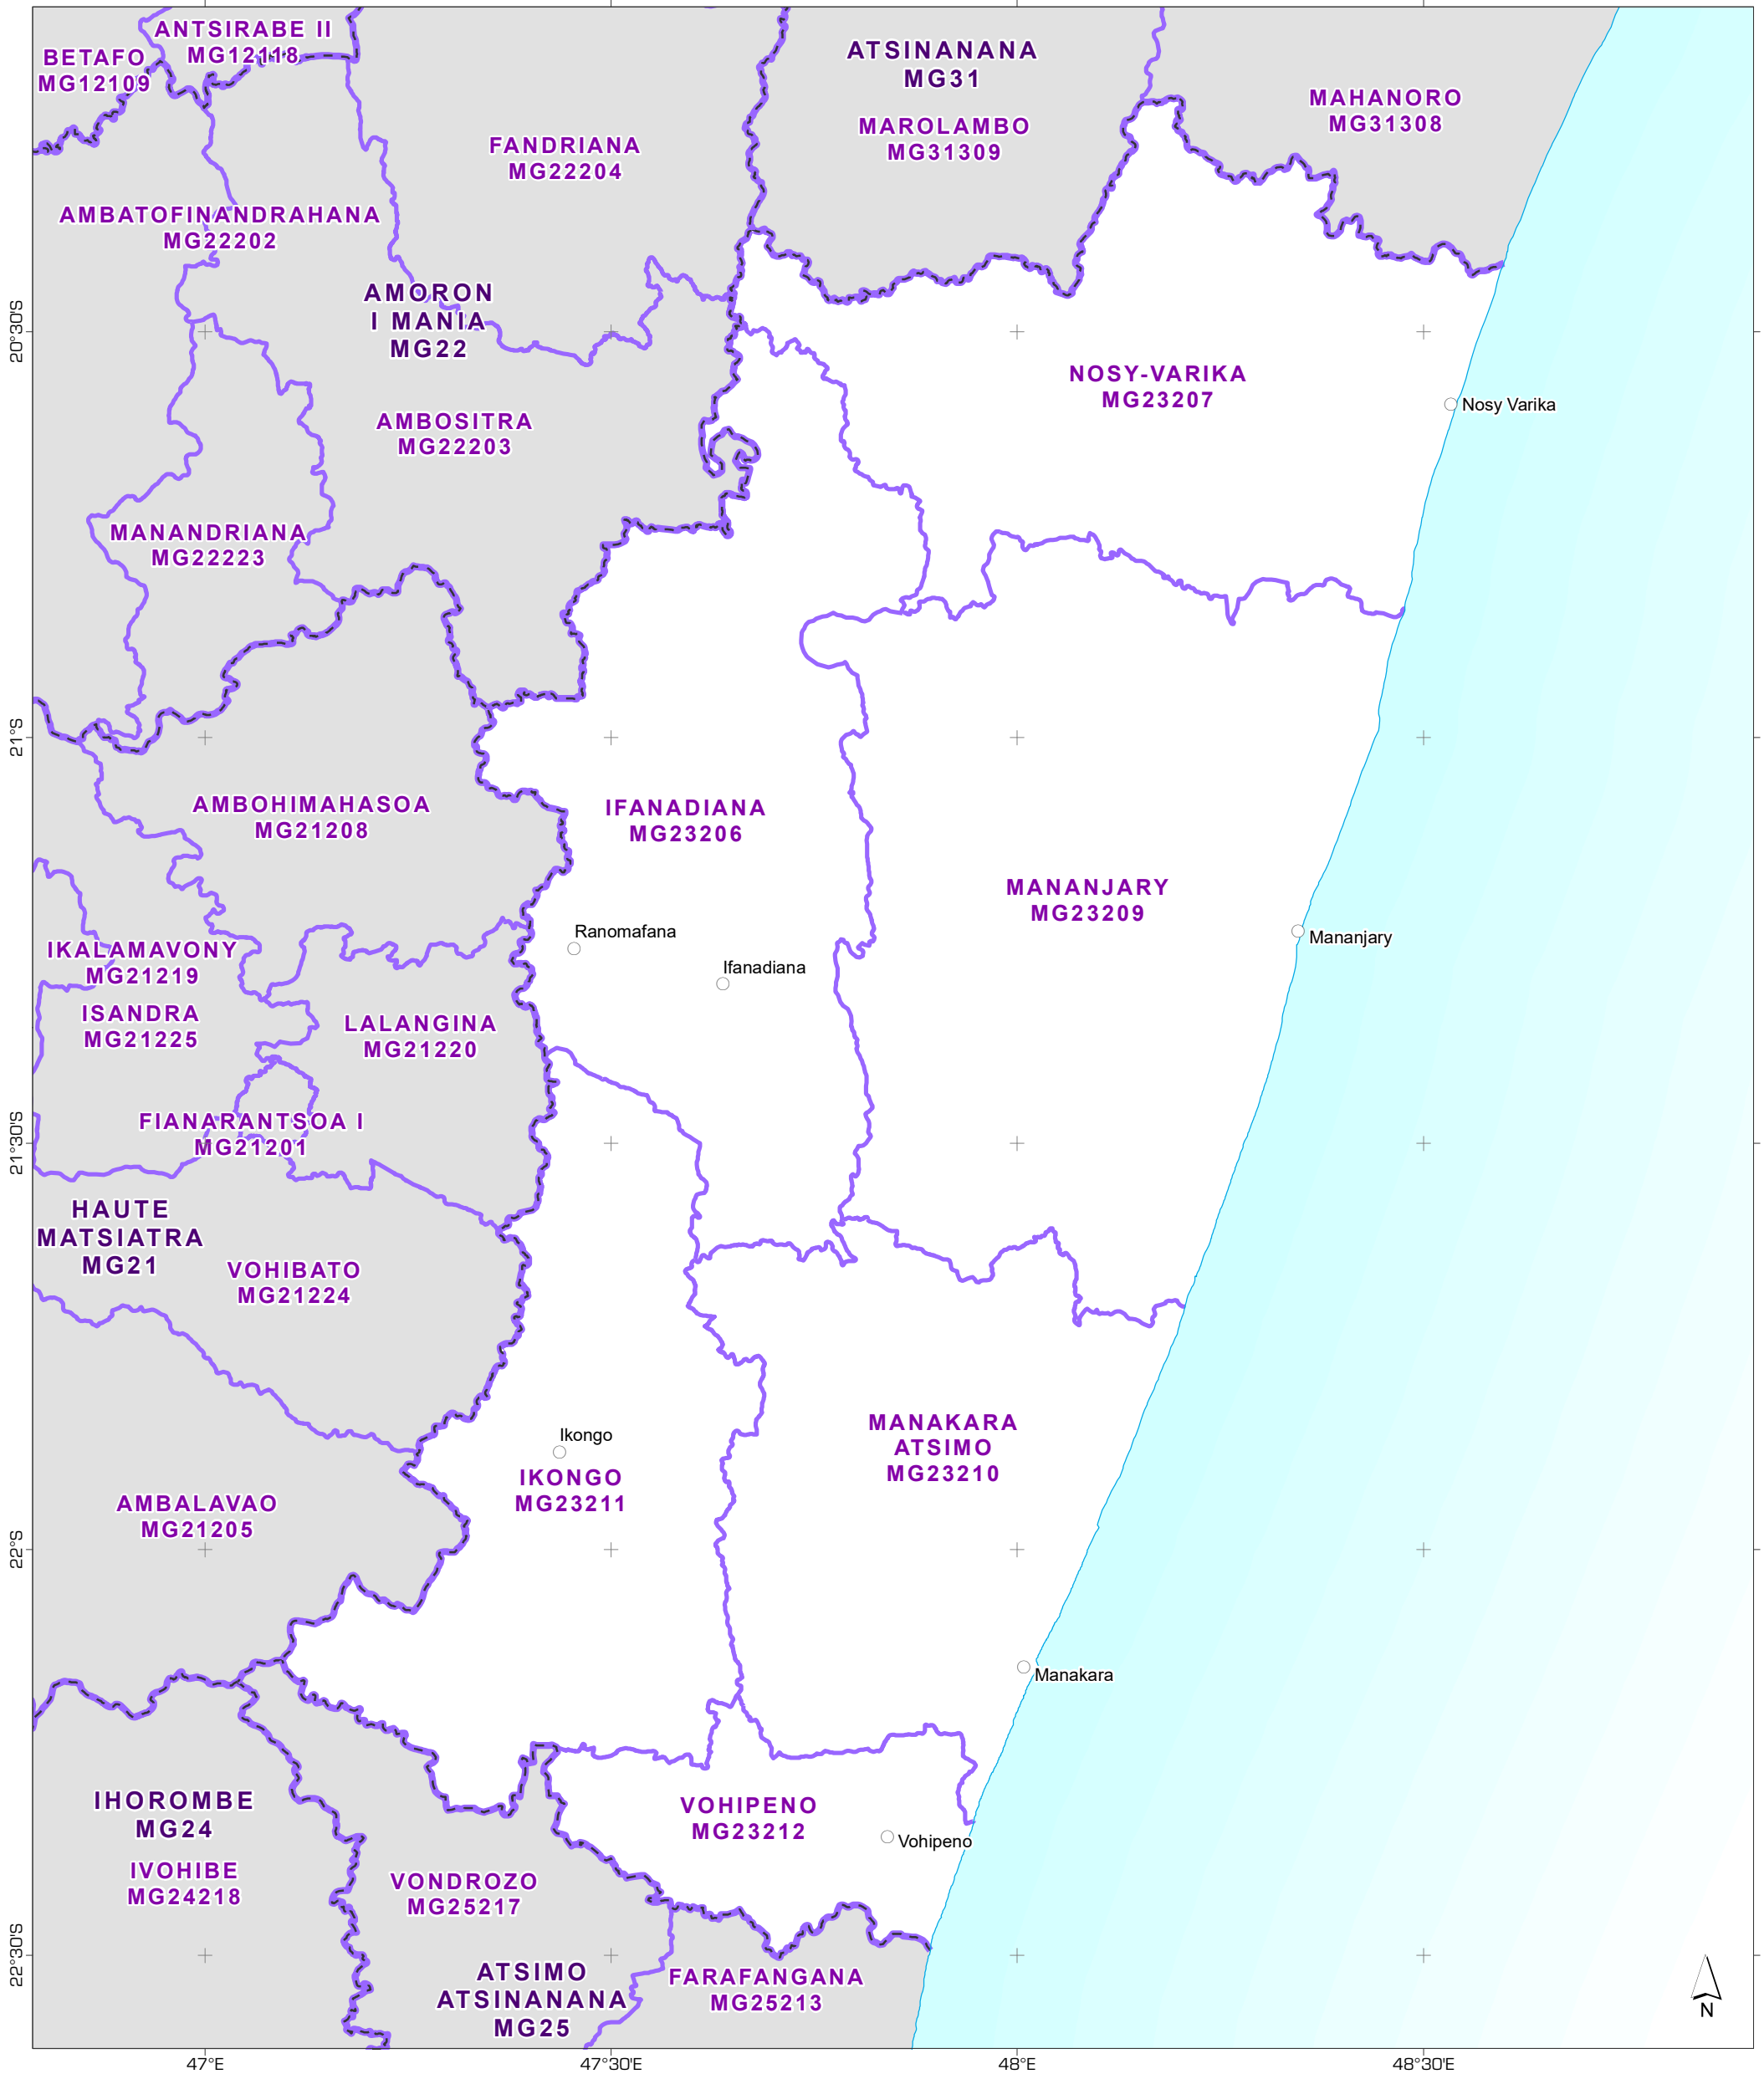 ANTSIRABE II
MG12118
BETAFO
MG12109
ATSINANANA
MG31
MAHANORO
MG31308
MAROLAMBO
MG31309
FANDRIANA
MG22204
AMBATOFINANDRAHANA
MG22202
AMORON
I MANIA
MG22
20°30'S
NOSY-VARIKA
MG23207
Nosy Varika
AMBOSITRA
MG22203
MANANDRIANA
MG22223
21°S
AMBOHIMAHASOA
MG21208
IFANADIANA
MG23206
MANANJARY
MG23209
Ranomafana
Mananjary
IKALAMAVONY
MG21219
Ifanadiana
ISANDRA
MG21225
LALANGINA
MG21220
FIANARANTSOA I
MG21201
21°30'S
HAUTE
MATSIATRA
MG21
VOHIBATO
MG21224
MANAKARA
ATSIMO
MG23210
Ikongo
IKONGO
MG23211
AMBALAVAO
MG21205
22°S
Manakara
IHOROMBE
MG24
VOHIPENO
MG23212
Vohipeno
IVOHIBE
MG24218
VONDROZO
MG25217
22°30'S
ATSIMO
ATSINANANA
MG25
FARAFANGANA
MG25213
N
47°E
47°30'E
48°E
48°30'E